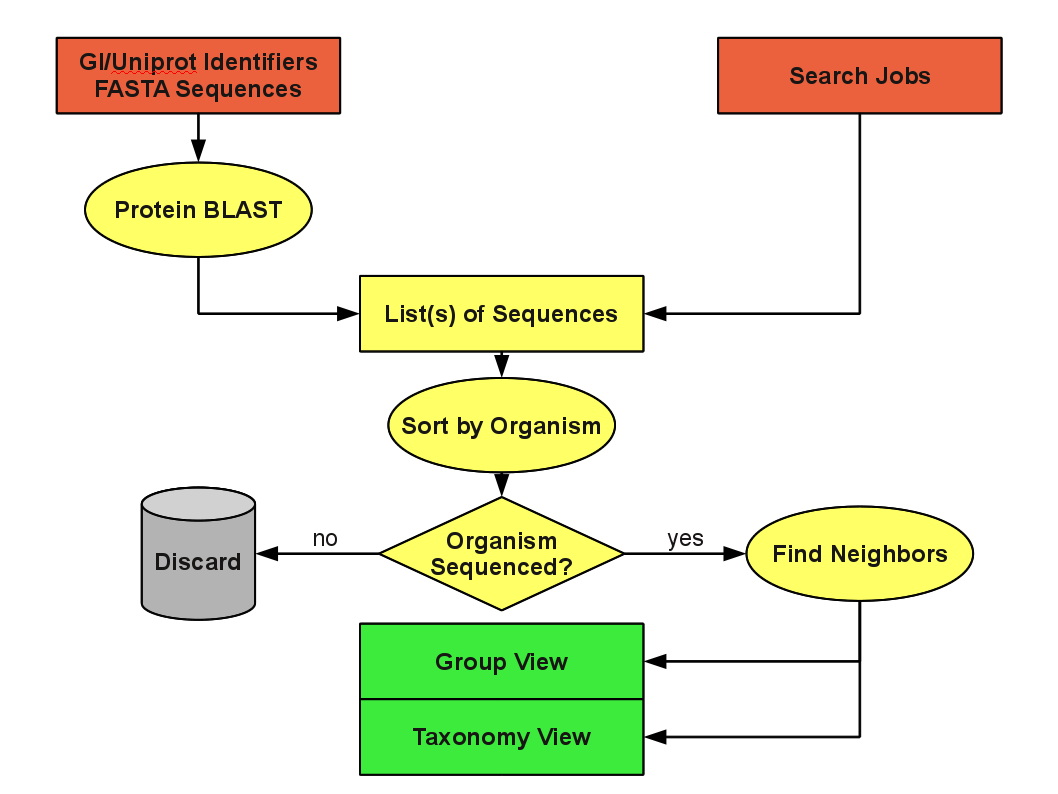 GI/Uniprot Identifiers
FASTA Sequences
Search Jobs
Protein BLAST
List(s) of Sequences
Sort by Organism
no
yes
Discard
Organism
Sequenced?
Find Neighbors
Group View
Taxonomy View